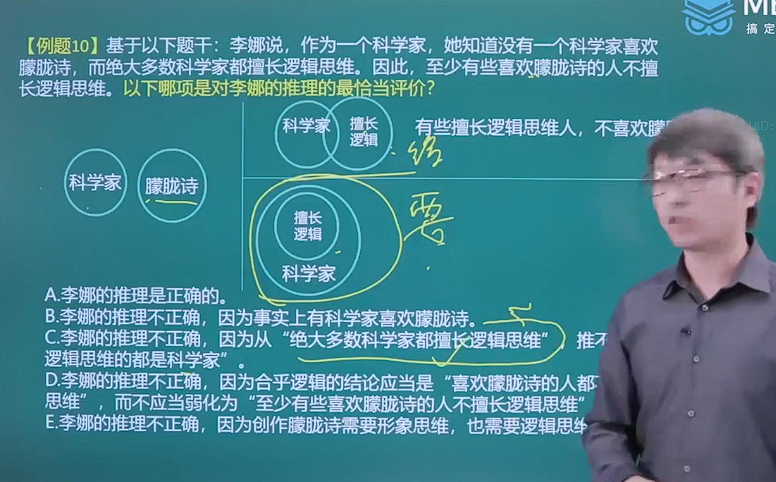 ME
搞定
【例题10】基于以下题干：李娜说，作为一个科学家，她知道没有一个科学家喜欢
朦胧诗，而绝大多数科学家都擅长逻辑思维。因此，至少有些喜欢朦胧诗的人不擅
长逻辑思维。以下哪项是对李娜的推理的最恰当评价？
科学家
擅长
逻辑
有些擅长逻辑思维人，不喜欢朦
UID:
科学家
朦胧诗
擅长
逻辑
科学家
要
A.李娜的推理是正确的。
B.李娜的推理不正确，因为事实上有科学家喜欢朦胧诗。
C.李娜的推理不正确，因为从“绝大多数科学家都擅长逻辑思维”，推不
逻辑思维的都是科学家”。
D.李娜的推理不正确，因为合乎逻辑的结论应当是“喜欢朦胧诗的人都不
思维”，而不应当弱化为“至少有些喜欢朦胧诗的人不擅长逻辑思维”
E.李娜的推理不正确，因为创作朦胧诗需要形象思维，也需要逻辑思维